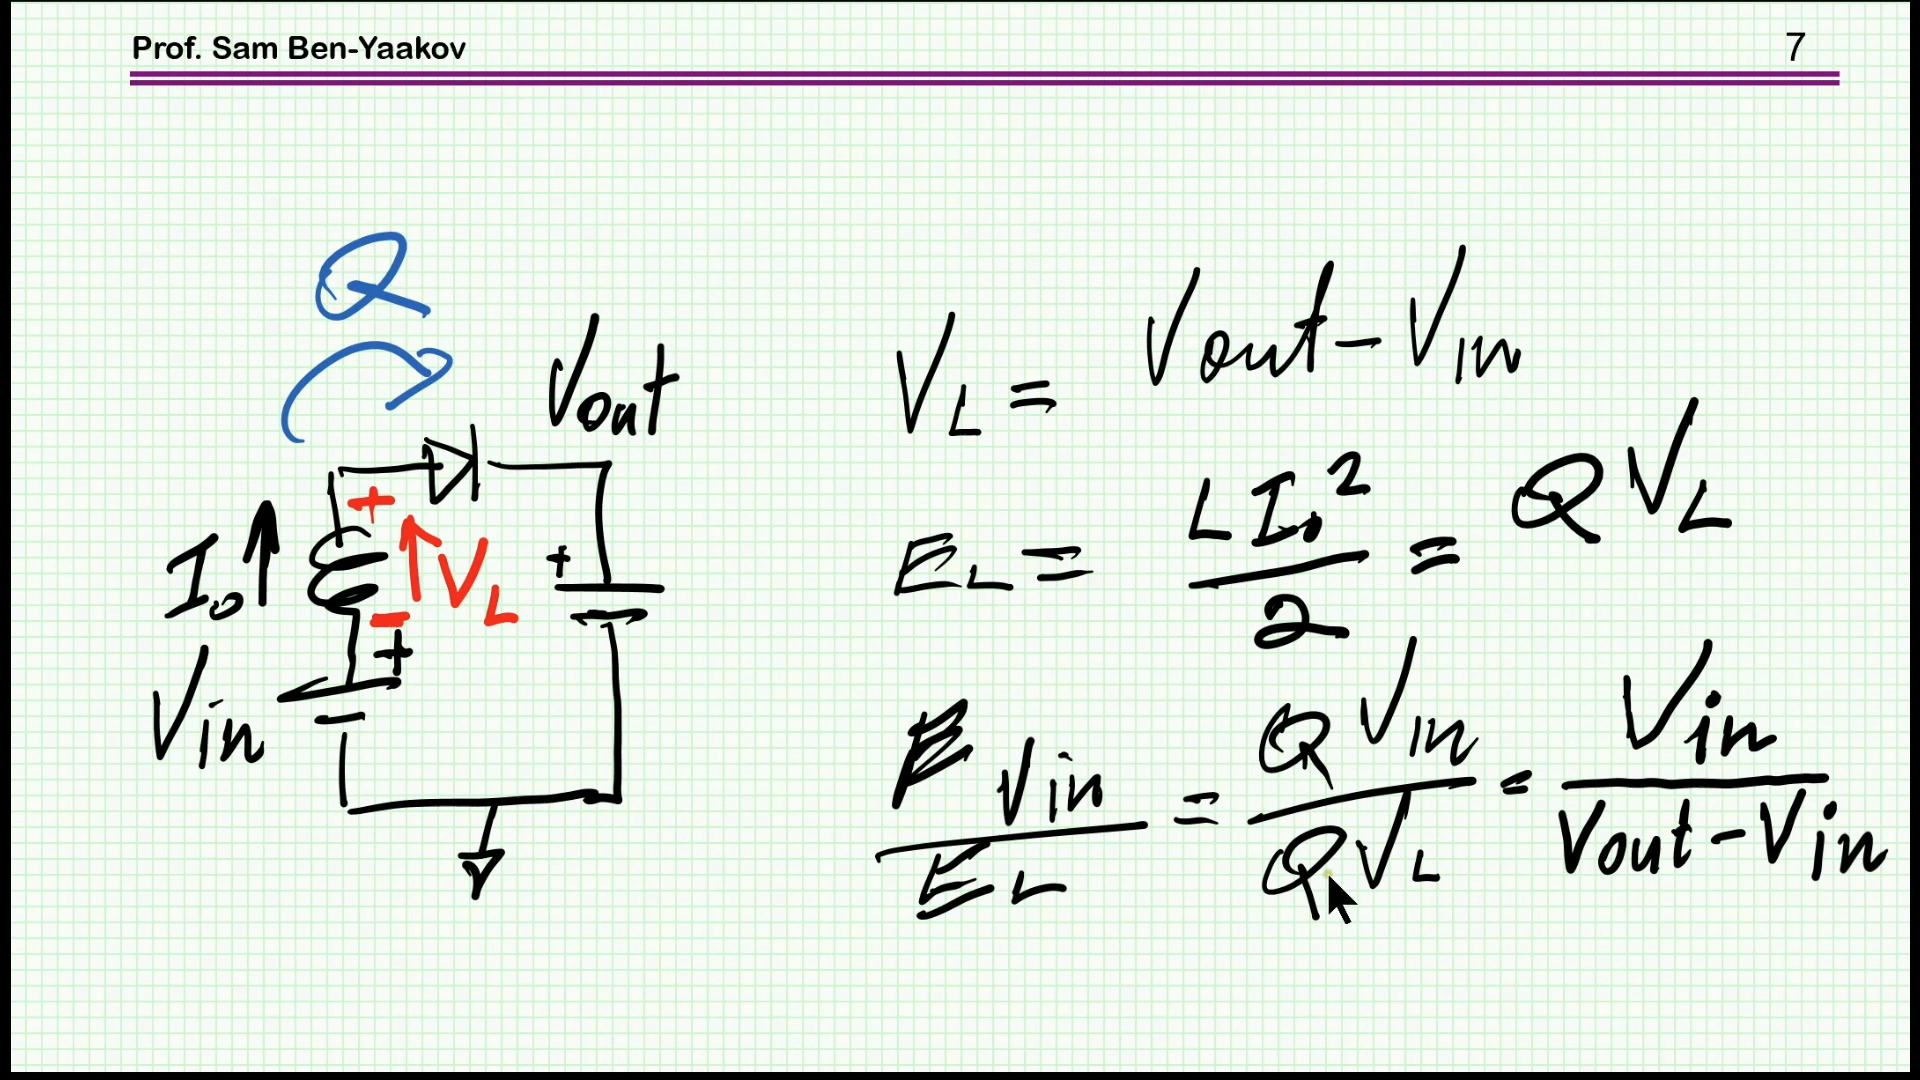 Prof. Sam Ben-Yaakov 7
Q
Vout
I₀ + VL +
−
Vin +
VL = Vout − VIN
EL = LI₀² / 2 = QVL
Vin / EL = QVIN / QVL = Vin / Vout − Vin